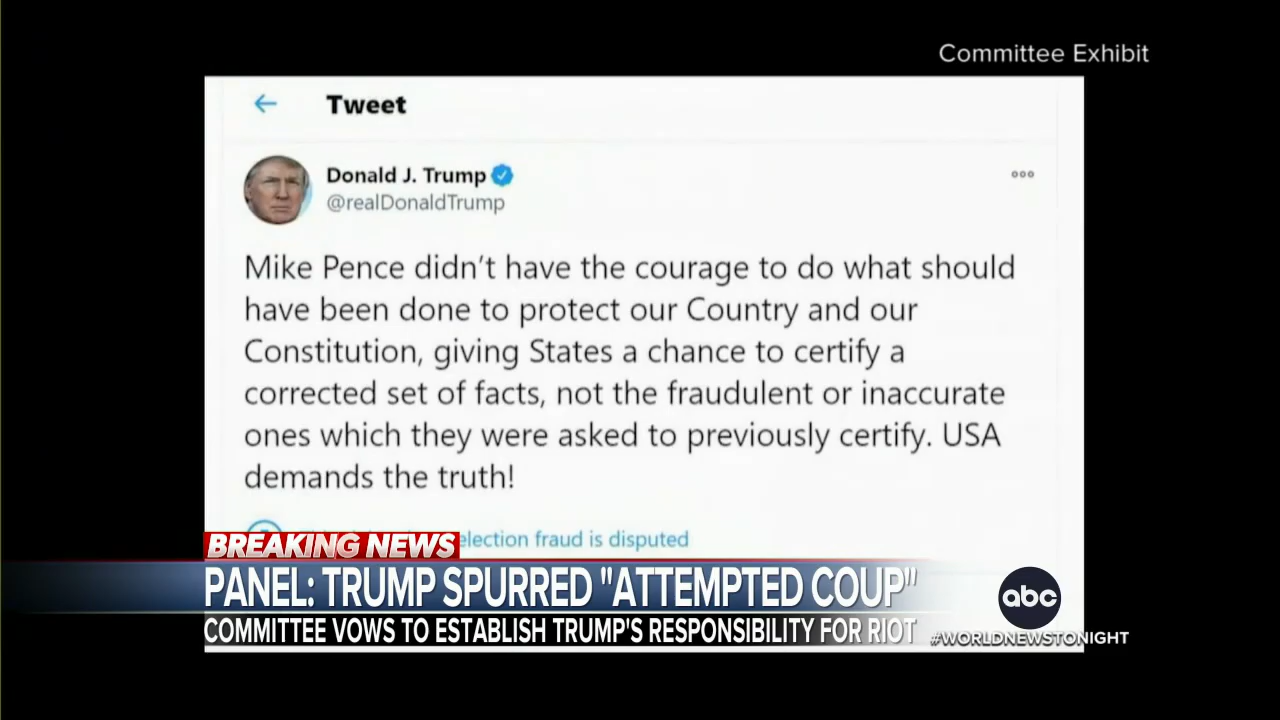 Committee Exhibit
Tweet
Donald J. Trump
@realDonaldTrump
Mike Pence didn’t have the courage to do what should
have been done to protect our Country and our
Constitution, giving States a chance to certify a
corrected set of facts, not the fraudulent or inaccurate
ones which they were asked to previously certify. USA
demands the truth!
election fraud is disputed
BREAKING NEWS
PANEL: TRUMP SPURRED "ATTEMPTED COUP"
COMMITTEE VOWS TO ESTABLISH TRUMP'S RESPONSIBILITY FOR RIOT
abc
#WORLDNEWSTONIGHT